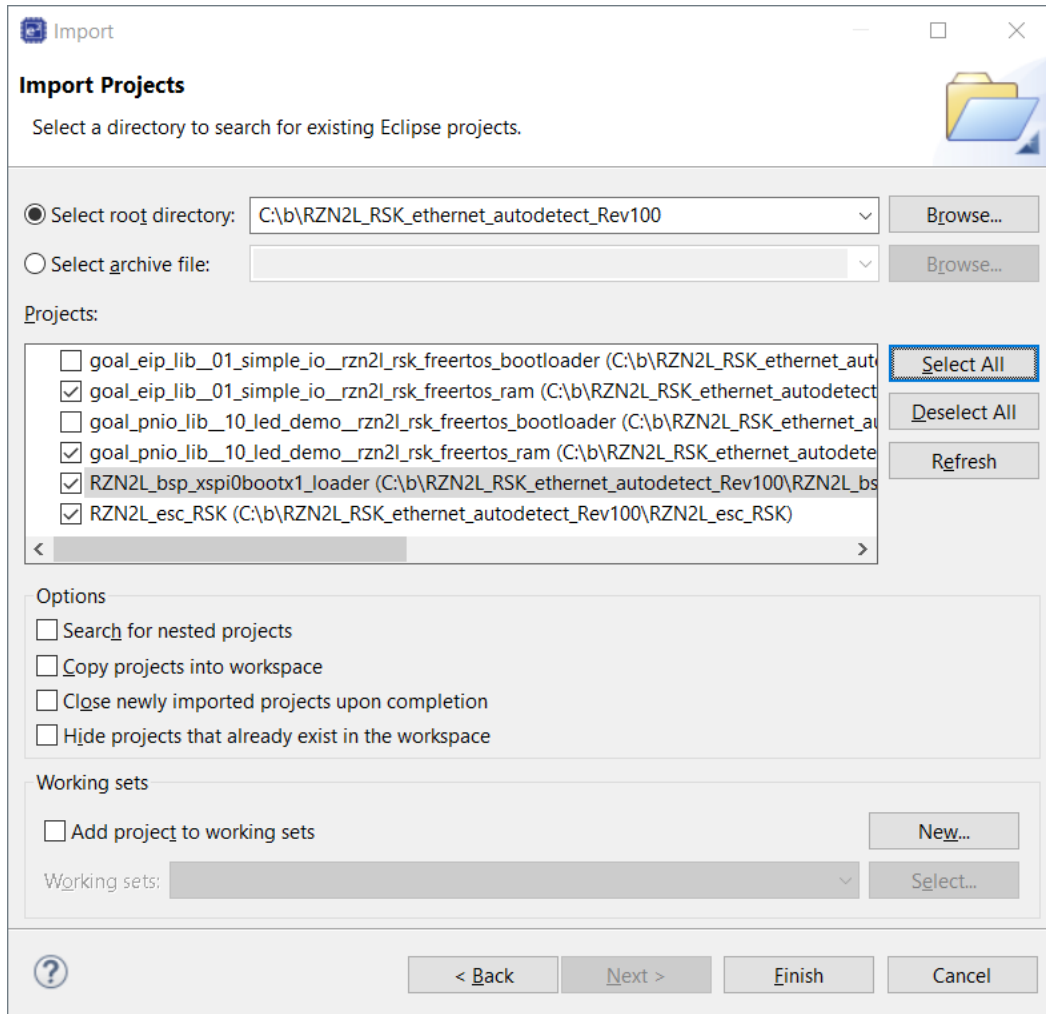 Import
Import Projects
Select a directory to search for existing Eclipse projects.
Select root directory: C:\b\RZN2L_RSK_ethernet_autodetect_Rev100 Browse...
Select archive file: Browse...
Projects:
goal_eip_lib__01_simple_io__rzn2l_rsk_freertos_bootloader (C:\b\RZN2L_RSK_ethernet_aut
goal_eip_lib__01_simple_io__rzn2l_rsk_freertos_ram (C:\b\RZN2L_RSK_ethernet_autodetect
goal_pnio_lib__10_led_demo__rzn2l_rsk_freertos_bootloader (C:\b\RZN2L_RSK_ethernet_au
goal_pnio_lib__10_led_demo__rzn2l_rsk_freertos_ram (C:\b\RZN2L_RSK_ethernet_autodete
RZN2L_bsp_xspi0bootx1_loader (C:\b\RZN2L_RSK_ethernet_autodetect_Rev100\RZN2L_bs
RZN2L_esc_RSK (C:\b\RZN2L_RSK_ethernet_autodetect_Rev100\RZN2L_esc_RSK)
Select All
Deselect All
Refresh
Options
Search for nested projects
Copy projects into workspace
Close newly imported projects upon completion
Hide projects that already exist in the workspace
Working sets
Add project to working sets New...
Working sets: Select...
? < Back Next > Finish Cancel